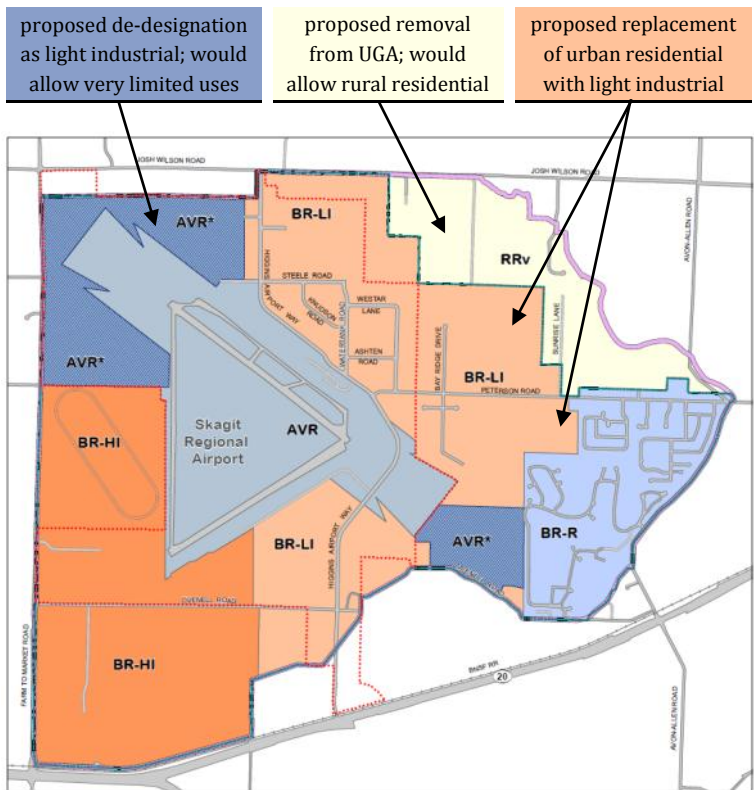 proposed de-designation
as light industrial; would
allow very limited uses
proposed removal
from UGA; would
allow rural residential
proposed replacement
of urban residential
with light industrial
JOSH WILSON ROAD
JOSH WILSON ROAD
AVR*
BR-LI
RRv
AVON-ALLEN ROAD
HIGGINS AIRPORT WAY
STEELE ROAD
KNUDSON
ROAD
WESTAR
LANE
ROAD
ASHTEN
ROAD
BAY RIDGE DRIVE
SUNRISE LANE
AVR*
BR-LI
PETERSON ROAD
BR-HI
Skagit
Regional
Airport
AVR
BR-LI
HIGGINS AIRPORT WAY
AVR*
BR-R
OVENELL ROAD
FARM TO MARKET ROAD
BR-HI
BNSF RR
20
AVON-ALLEN ROAD